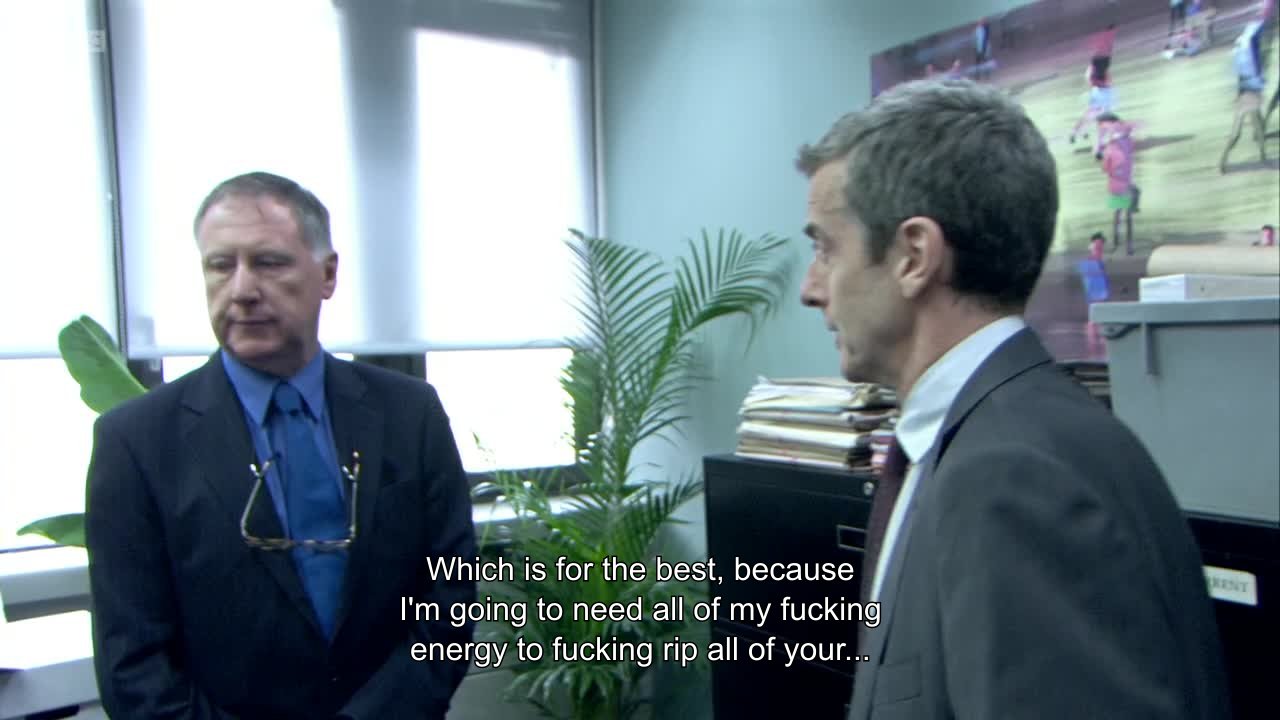 Which is for the best, because
I'm going to need all of my fucking
energy to fucking rip all of your...